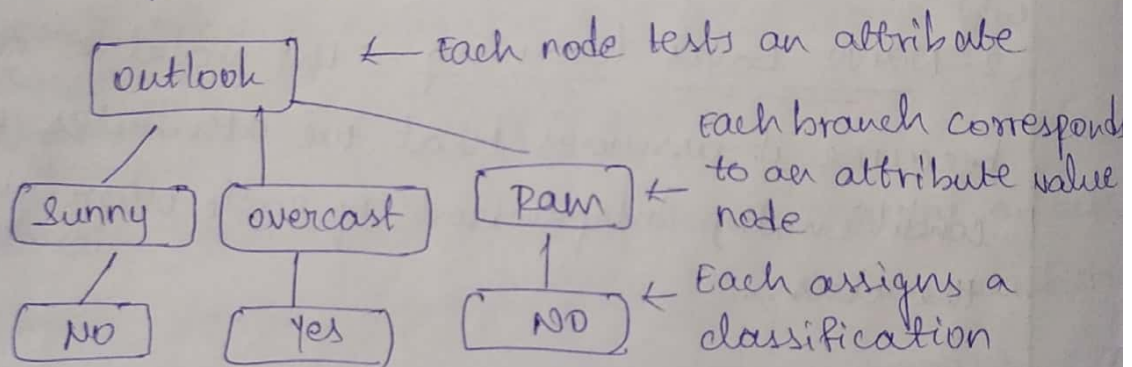 outlook ← Each node tests an attribute
Each branch corresponds
Sunny overcast Rain ← to an attribute value
node
NO Yes NO ← Each assigns a
classification